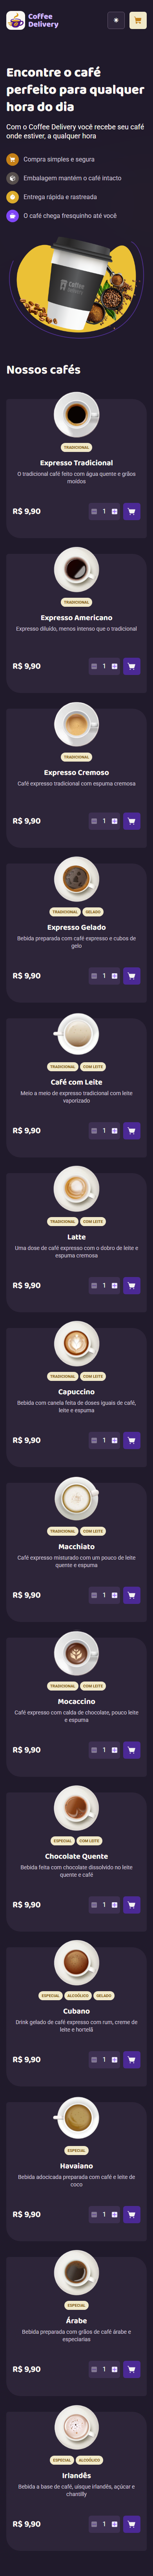 Coffee
Delivery
Encontre o café
perfeito para qualquer
hora do dia
Com o Coffee Delivery você recebe seu café
onde estiver, a qualquer hora
Compra simples e segura
Embalagem mantém o café intacto
Entrega rápida e rastreada
O café chega fresquinho até você
Nossos cafés
TRADICIONAL
Expresso Tradicional
O tradicional café feito com água quente e grãos
moídos
R$ 9,90
1
TRADICIONAL
Expresso Americano
Expresso diluído, menos intenso que o tradicional
R$ 9,90
1
TRADICIONAL
Expresso Cremoso
Café expresso tradicional com espuma cremosa
R$ 9,90
1
TRADICIONAL GELADO
Expresso Gelado
Bebida preparada com café expresso e cubos de
gelo
R$ 9,90
1
TRADICIONAL COM LEITE
Café com Leite
Meio a meio de expresso tradicional com leite
vaporizado
R$ 9,90
1
TRADICIONAL COM LEITE
Latte
Uma dose de café expresso com o dobro de leite e
espuma cremosa
R$ 9,90
1
TRADICIONAL COM LEITE
Capuccino
Bebida com canela feita de doses iguais de café,
leite e espuma
R$ 9,90
1
TRADICIONAL COM LEITE
Macchiato
Café expresso misturado com um pouco de leite
quente e espuma
R$ 9,90
1
TRADICIONAL COM LEITE
Mocaccino
Café expresso com calda de chocolate, pouco leite
e espuma
R$ 9,90
1
ESPECIAL COM LEITE
Chocolate Quente
Bebida feita com chocolate dissolvido no leite
quente e café
R$ 9,90
1
ESPECIAL ALCOÓLICO GELADO
Cubano
Drink gelado de café expresso com rum, creme de
leite e hortelã
R$ 9,90
1
ESPECIAL
Havaiano
Bebida adocicada preparada com café e leite de
coco
R$ 9,90
1
ESPECIAL
Árabe
Bebida preparada com grãos de café árabe e
especiarias
R$ 9,90
1
ESPECIAL ALCOÓLICO
Irlandês
Bebida a base de café, uísque irlandês, açúcar e
chantilly
R$ 9,90
1